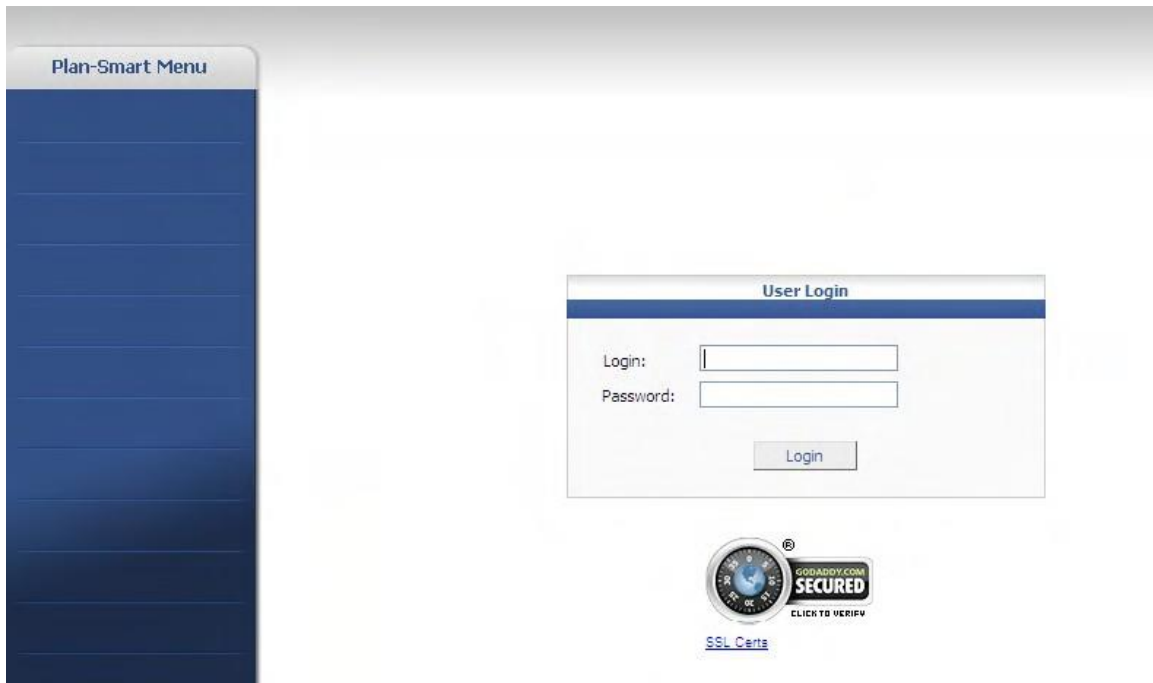 Plan-Smart Menu
User Login
Login:
Password:
Login
®
GODADDY.COM
SECURED
CLICK TO VERIFY
SSL Certs